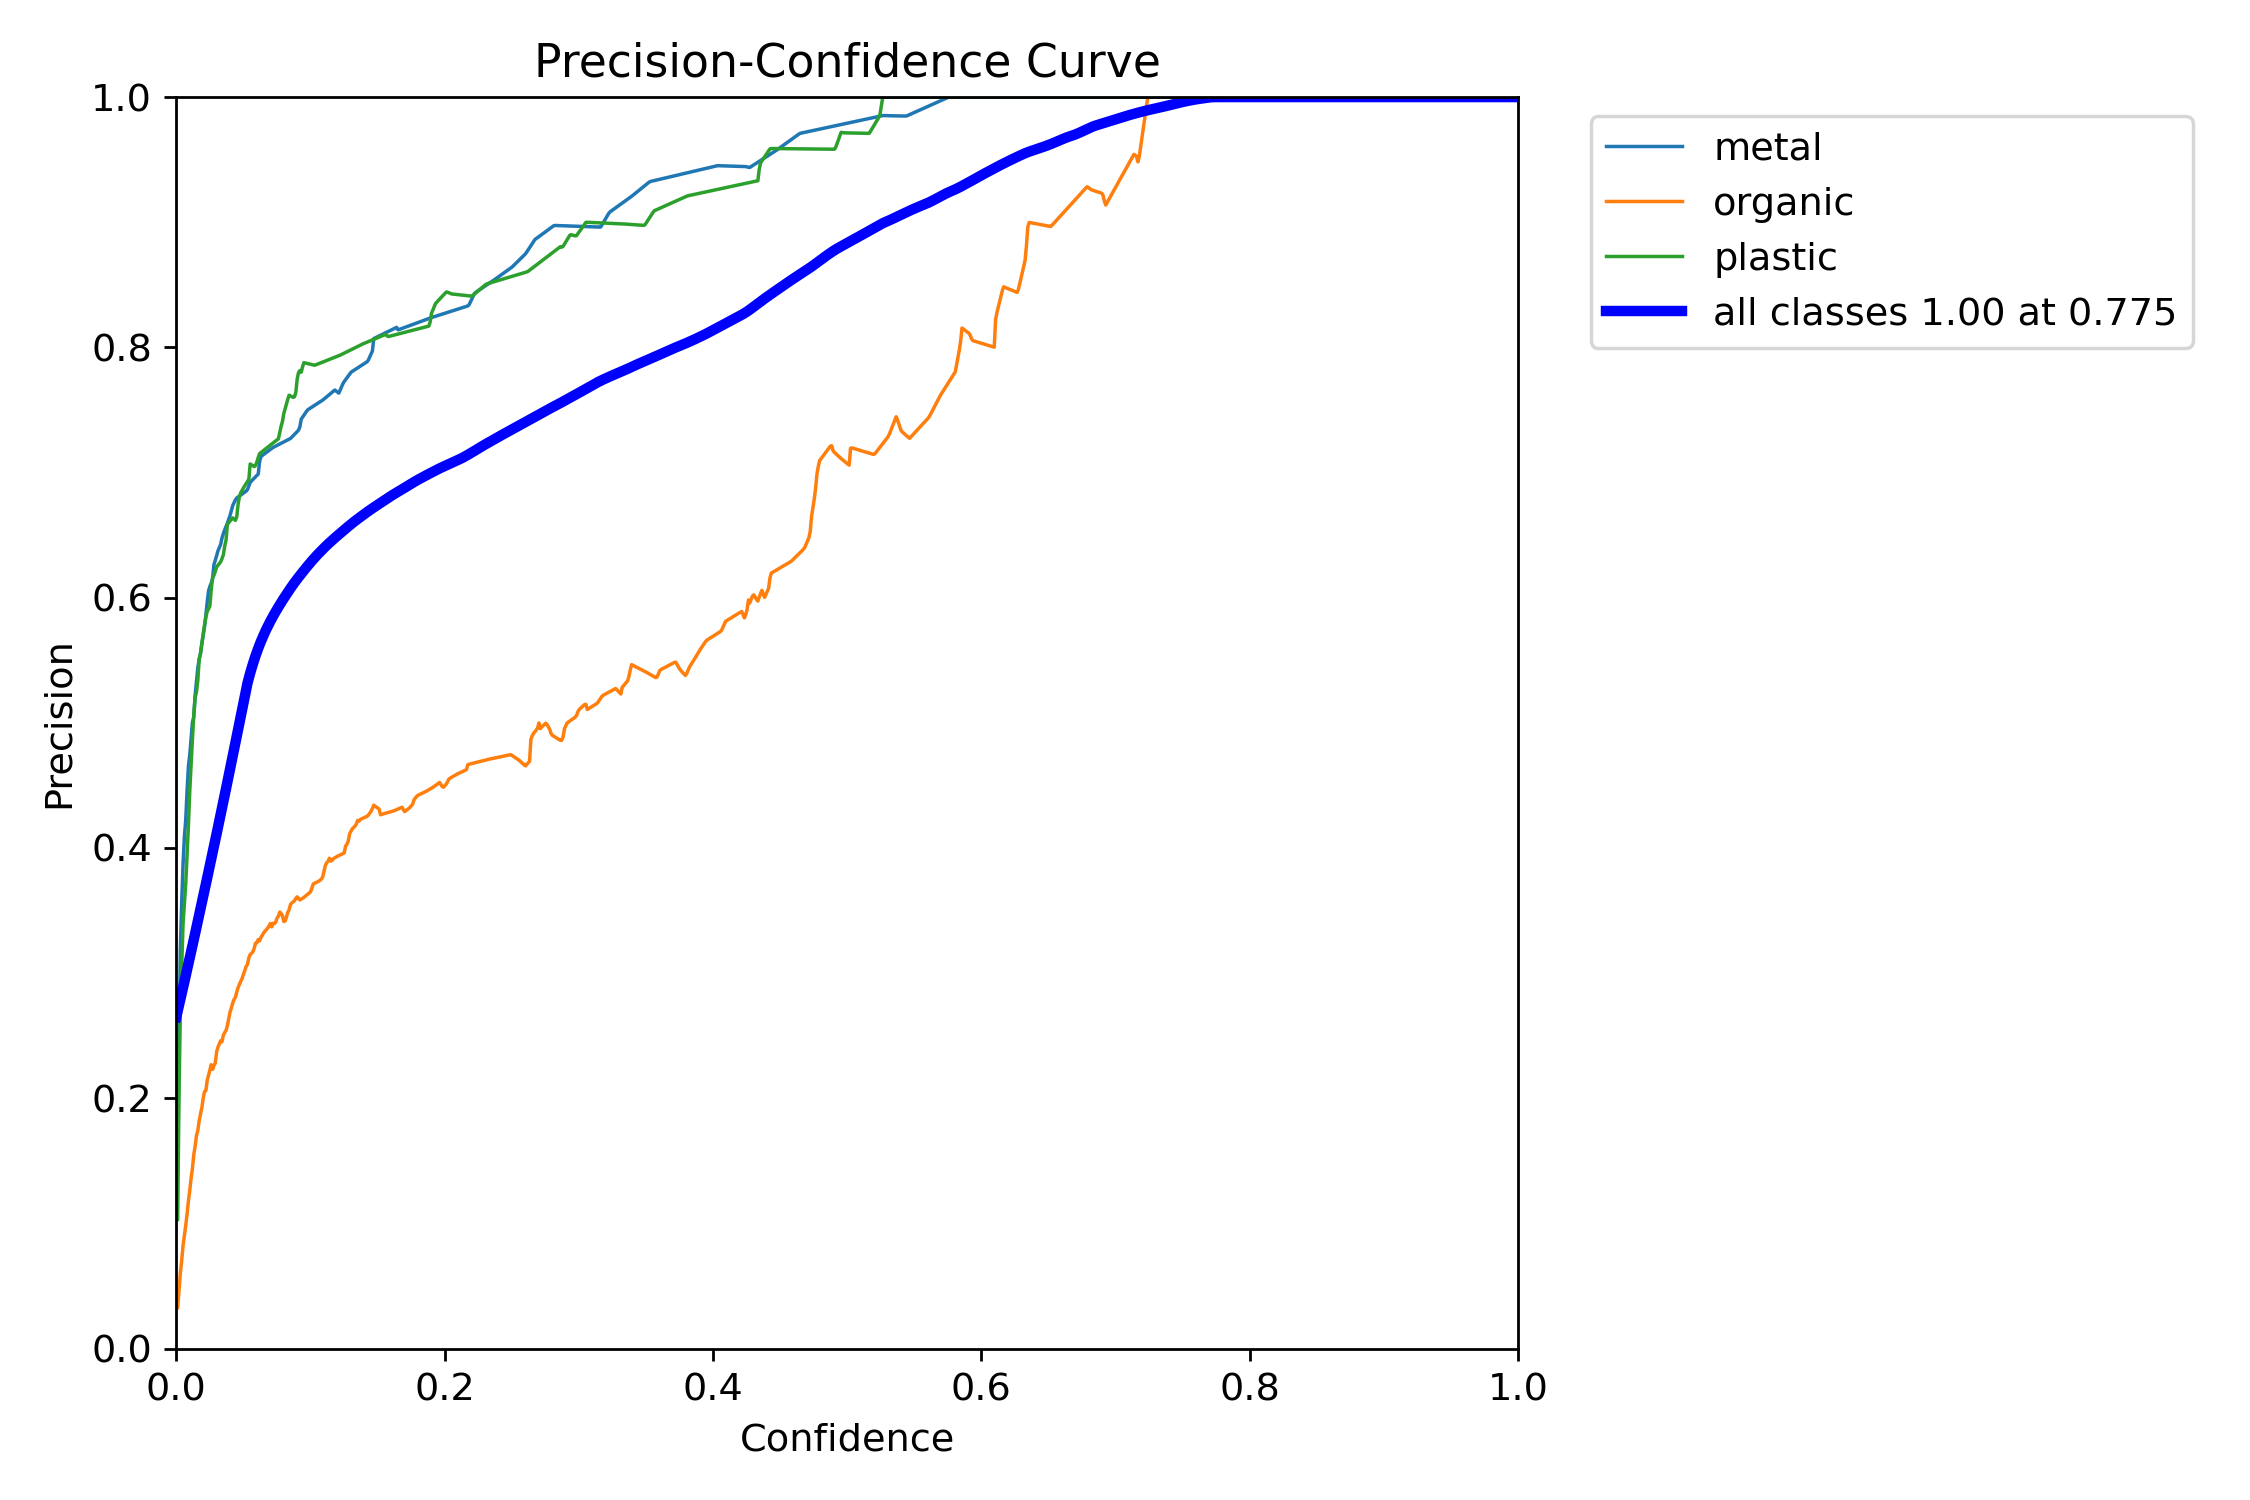 Precision-Confidence Curve
1.0
0.8
0.6
0.4
0.2
0.0
Precision
0.0 0.2 0.4 0.6 0.8 1.0
Confidence
metal
organic
plastic
all classes 1.00 at 0.775